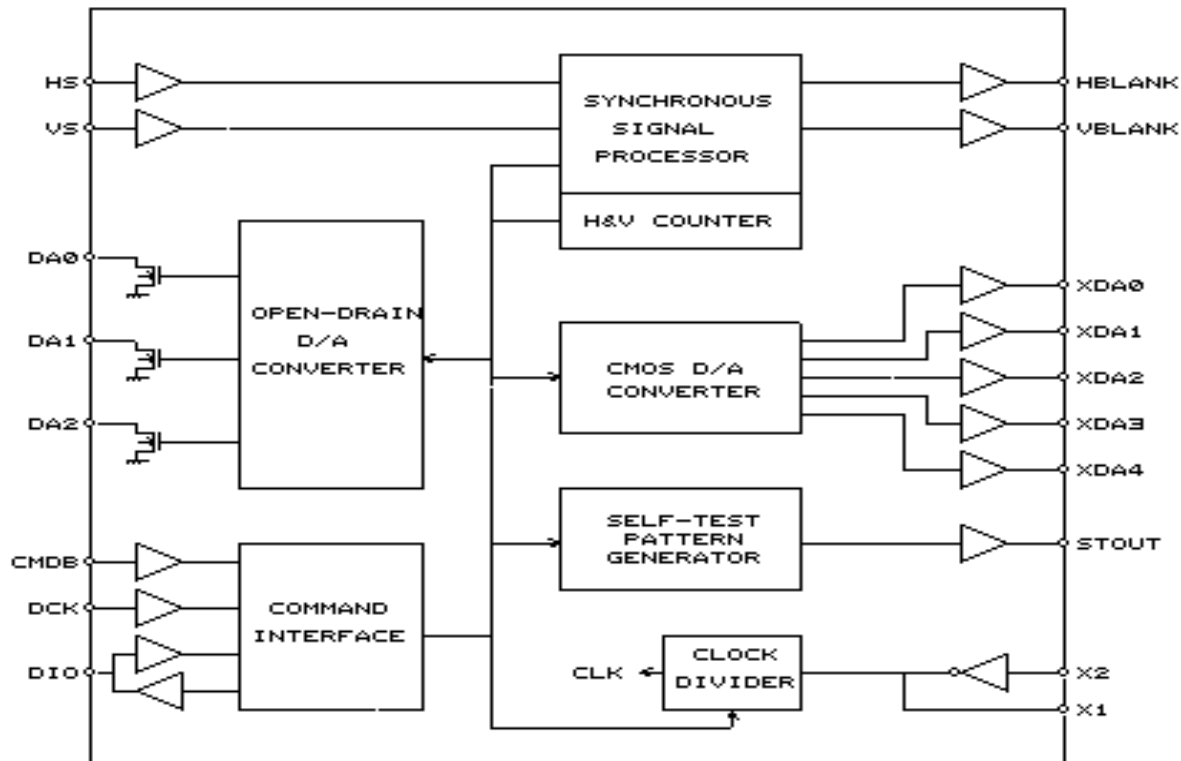 HS
HBLANK
SYNCHRONOUS
SIGNAL
PROCESSOR
VS
VBLANK
H&V COUNTER
DA0
XDA0
OPEN-DRAIN
D/A
CONVERTER
DA1
XDA1
CMOS D/A
CONVERTER
XDA2
DA2
XDA3
XDA4
SELF-TEST
PATTERN
GENERATOR
STOUT
CMDB
DCK
COMMAND
INTERFACE
DIO
CLK
CLOCK
DIVIDER
X2
X1